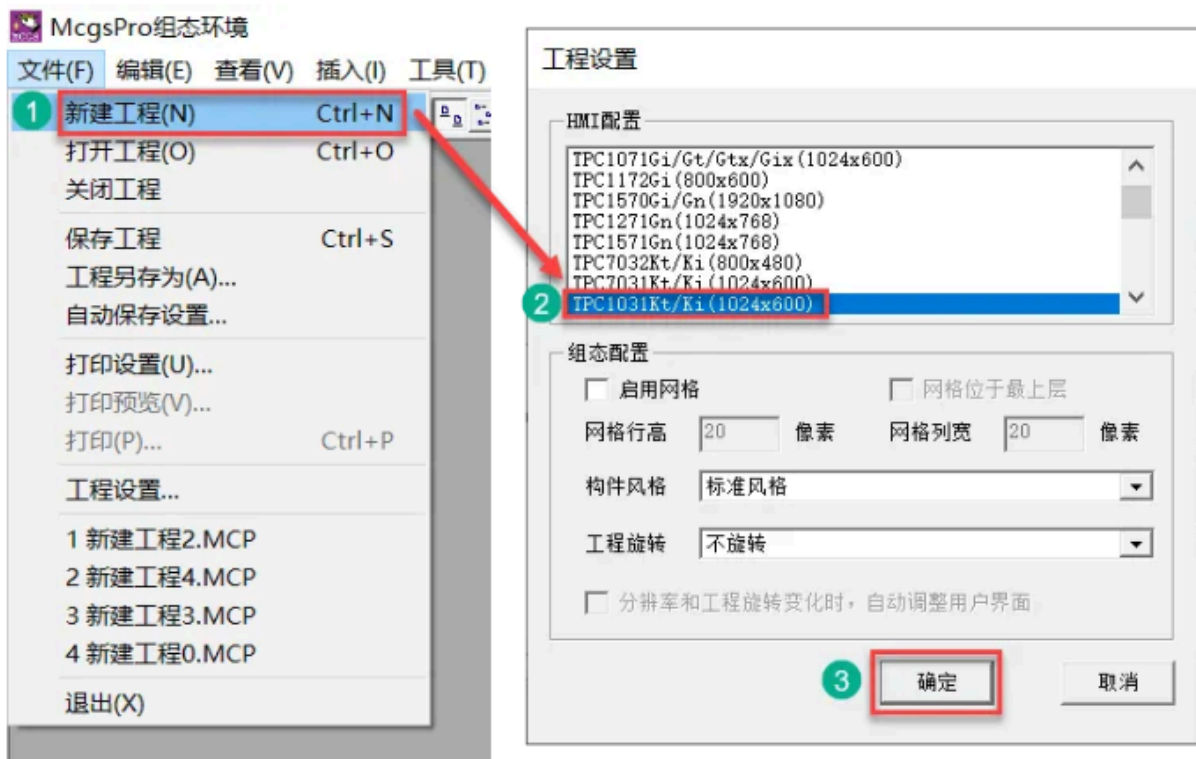 McgsPro组态环境
文件(F) 编辑(E) 查看(V) 插入(I) 工具(T)
1 新建工程(N) Ctrl+N
打开工程(O) Ctrl+O
关闭工程
保存工程 Ctrl+S
工程另存为(A)...
自动保存设置...
打印设置(U)...
打印预览(V)...
打印(P)... Ctrl+P
工程设置...
1 新建工程2.MCP
2 新建工程4.MCP
3 新建工程3.MCP
4 新建工程0.MCP
退出(X)
工程设置
HMI配置
TPC1071Gi/Gt/Gtx/Gix(1024x600)
TPC1172Gi(800x600)
TPC1570Gi/Gn(1920x1080)
TPC1271Gn(1024x768)
TPC1571Gn(1024x768)
TPC7032Kt/Ki(800x480)
TPC7031Kt/Ki(1024x600)
2 TPC1031Kt/Ki(1024x600)
组态配置
启用网格 网格位于最上层
网格行高 20 像素 网格列宽 20 像素
构件风格 标准风格
工程旋转 不旋转
分辨率和工程旋转变化时，自动调整用户界面
3 确定 取消